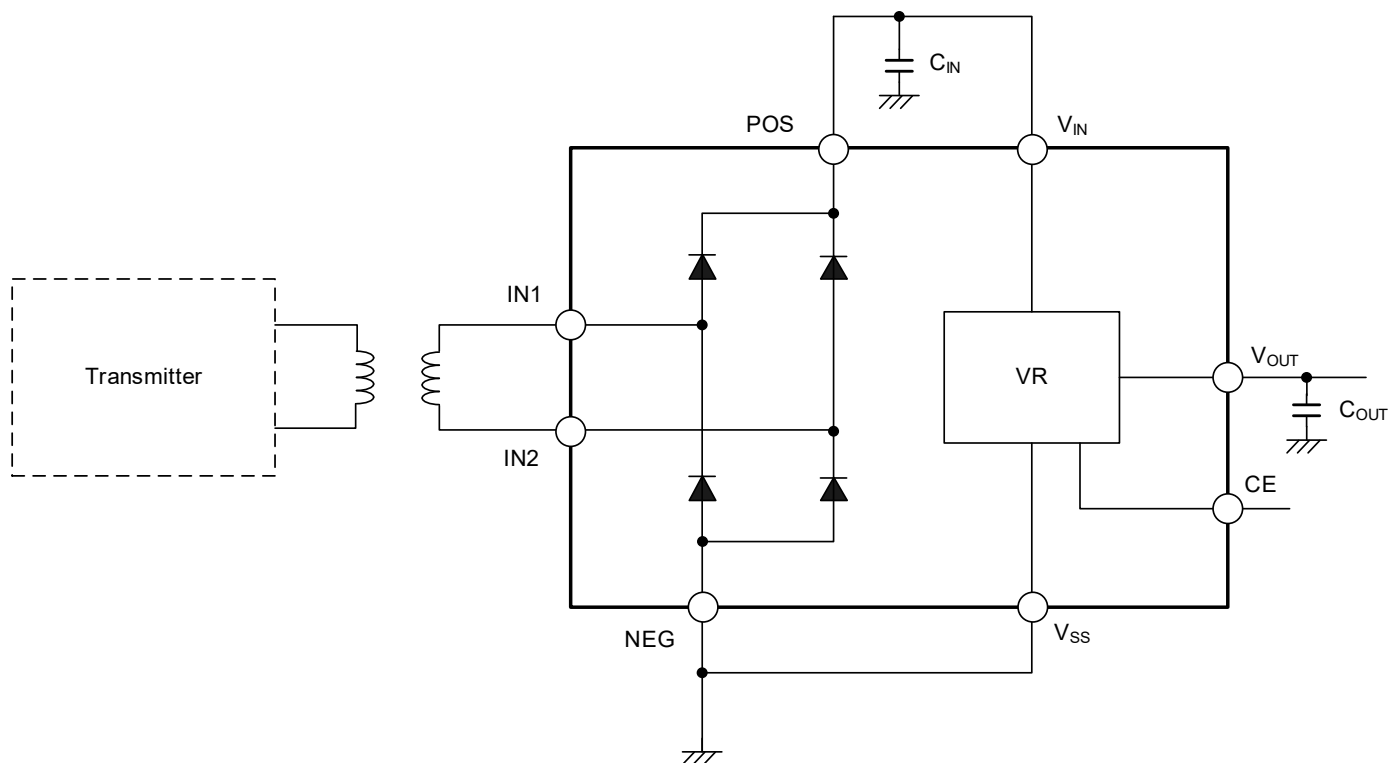 C_IN
POS
V_IN
IN1
Transmitter
VR
V_OUT
C_OUT
IN2
CE
NEG
V_SS